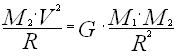 M₂·V²/R = G · M₁·M₂/R²